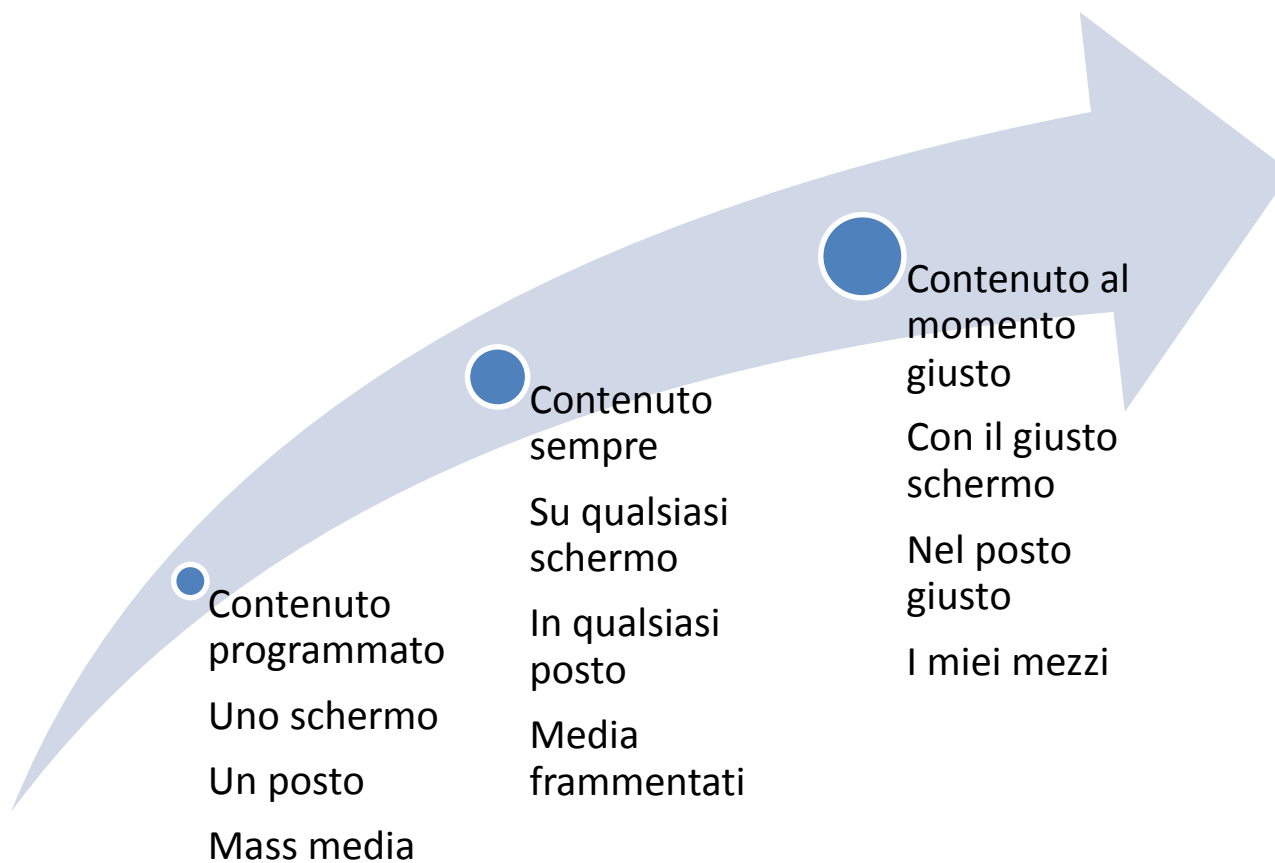 Contenuto
programmato
Uno schermo
Un posto
Mass media
Contenuto
sempre
Su qualsiasi
schermo
In qualsiasi
posto
Media
frammentati
Contenuto al
momento
giusto
Con il giusto
schermo
Nel posto
giusto
I miei mezzi